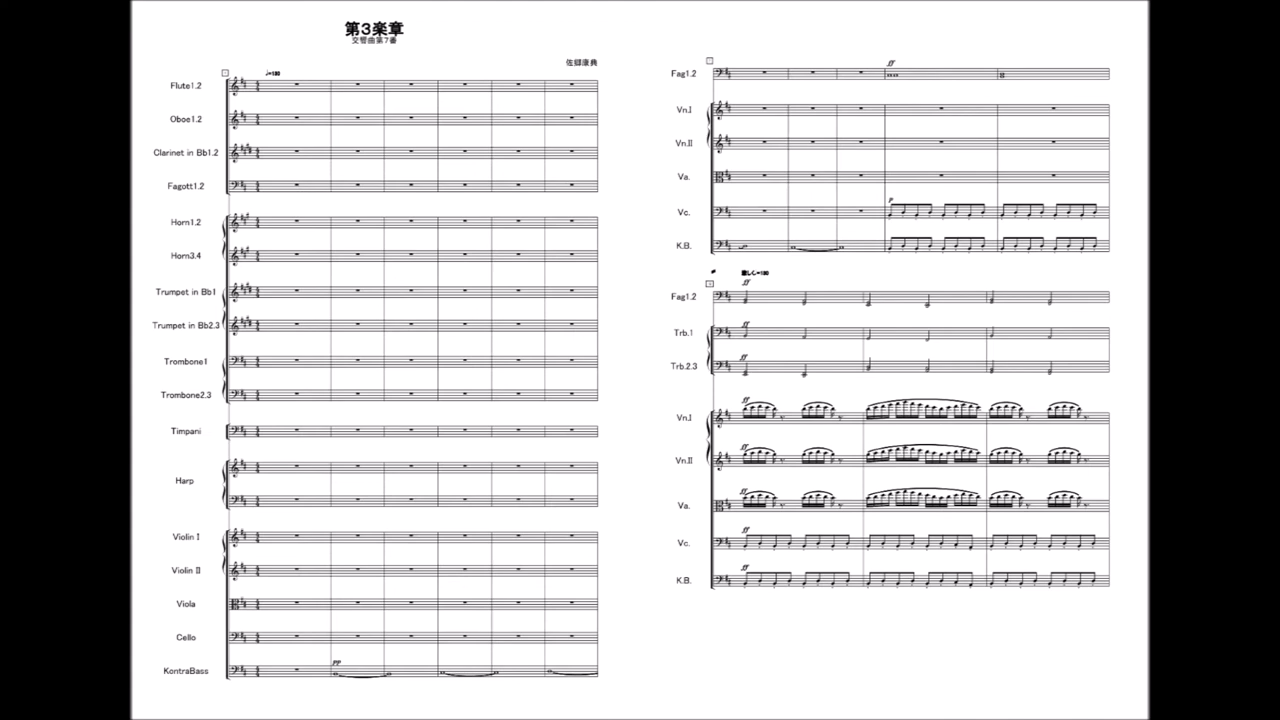 第3楽章
交響曲第7番
佐郷康典
Flute1.2
Oboe1.2
Clarinet in Bb1.2
Fagott1.2
Horn1.2
Horn3.4
Trumpet in Bb1
Trumpet in Bb2.3
Trombone1
Trombone2.3
Timpani
Harp
Violin I
Violin II
Viola
Cello
KontraBass
pp
ff
Fag1.2
Vn.I
Vn.II
Va.
p
Vc.
K.B.
ff
Fag1.2
ff
Trb.1
ff
Trb.2.3
ff
Vn.I
ff
Vn.II
ff
Va.
ff
Vc.
ff
K.B.